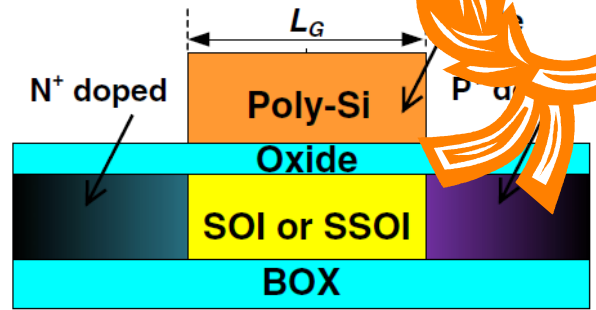 L_G
N⁺ doped
P
Poly-Si
Oxide
SOI or SSOI
BOX